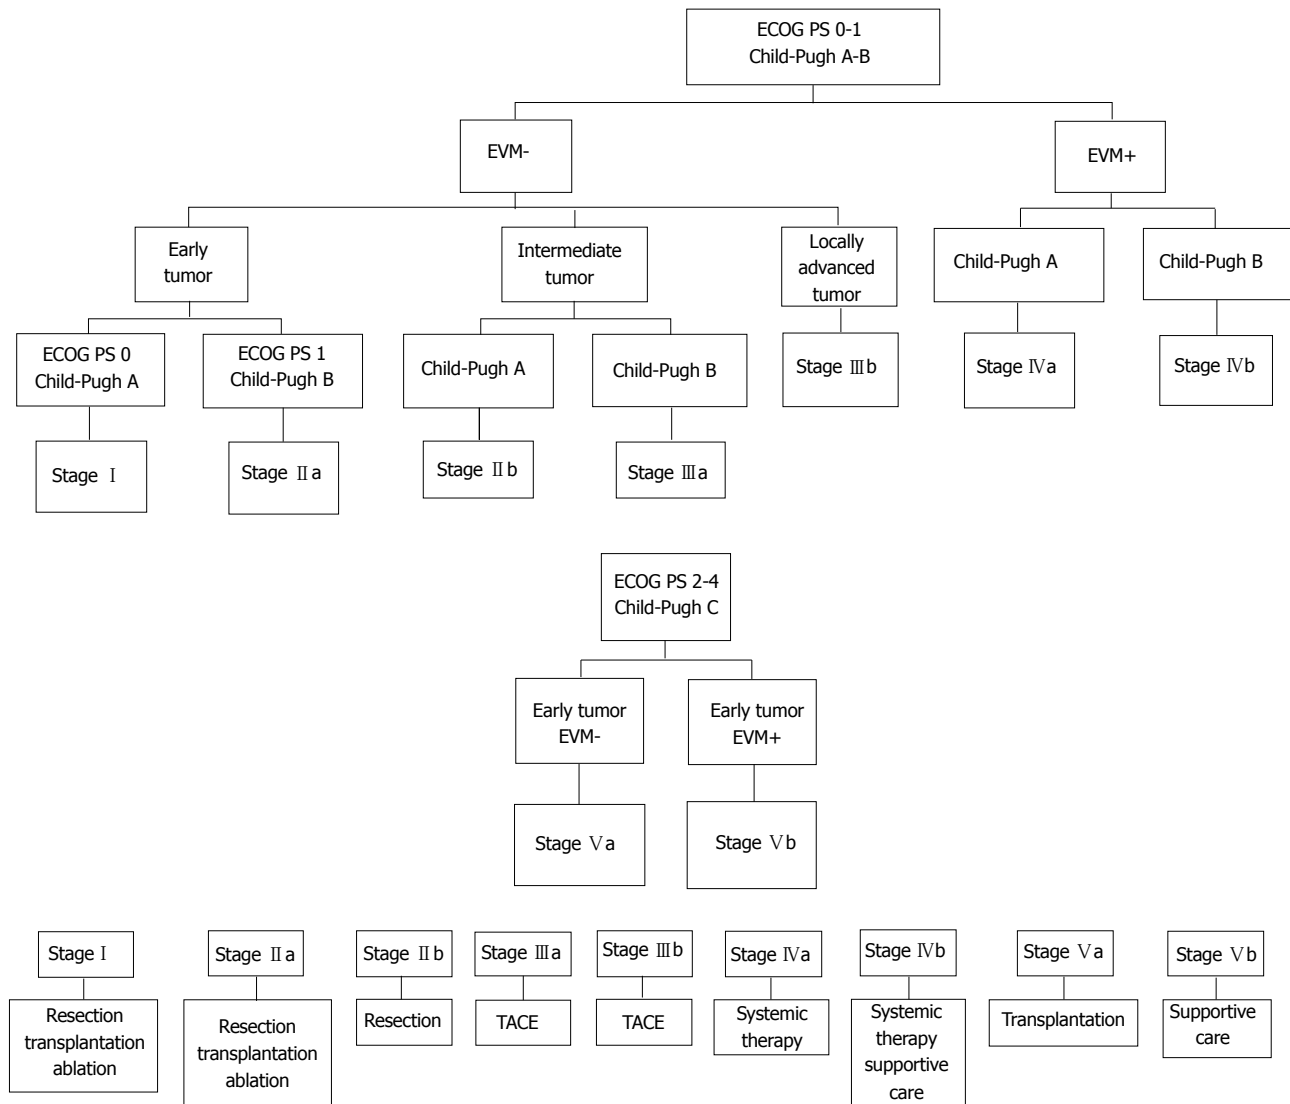 ECOG PS 0-1
Child-Pugh A-B
EVM-
EVM+
Early
tumor
Intermediate
tumor
Locally
advanced
tumor
Child-Pugh A
Child-Pugh B
ECOG PS 0
Child-Pugh A
ECOG PS 1
Child-Pugh B
Child-Pugh A
Child-Pugh B
Stage Ⅲb
Stage Ⅳa
Stage Ⅳb
Stage Ⅰ
Stage Ⅱa
Stage Ⅱb
Stage Ⅲa
ECOG PS 2-4
Child-Pugh C
Early tumor
EVM-
Early tumor
EVM+
Stage Ⅴa
Stage Ⅴb
Stage Ⅰ
Stage Ⅱa
Stage Ⅱb
Stage Ⅲa
Stage Ⅲb
Stage Ⅳa
Stage Ⅳb
Stage Ⅴa
Stage Ⅴb
Resection
transplantation
ablation
Resection
transplantation
ablation
Resection
TACE
TACE
Systemic
therapy
Systemic
therapy
supportive
care
Transplantation
Supportive
care